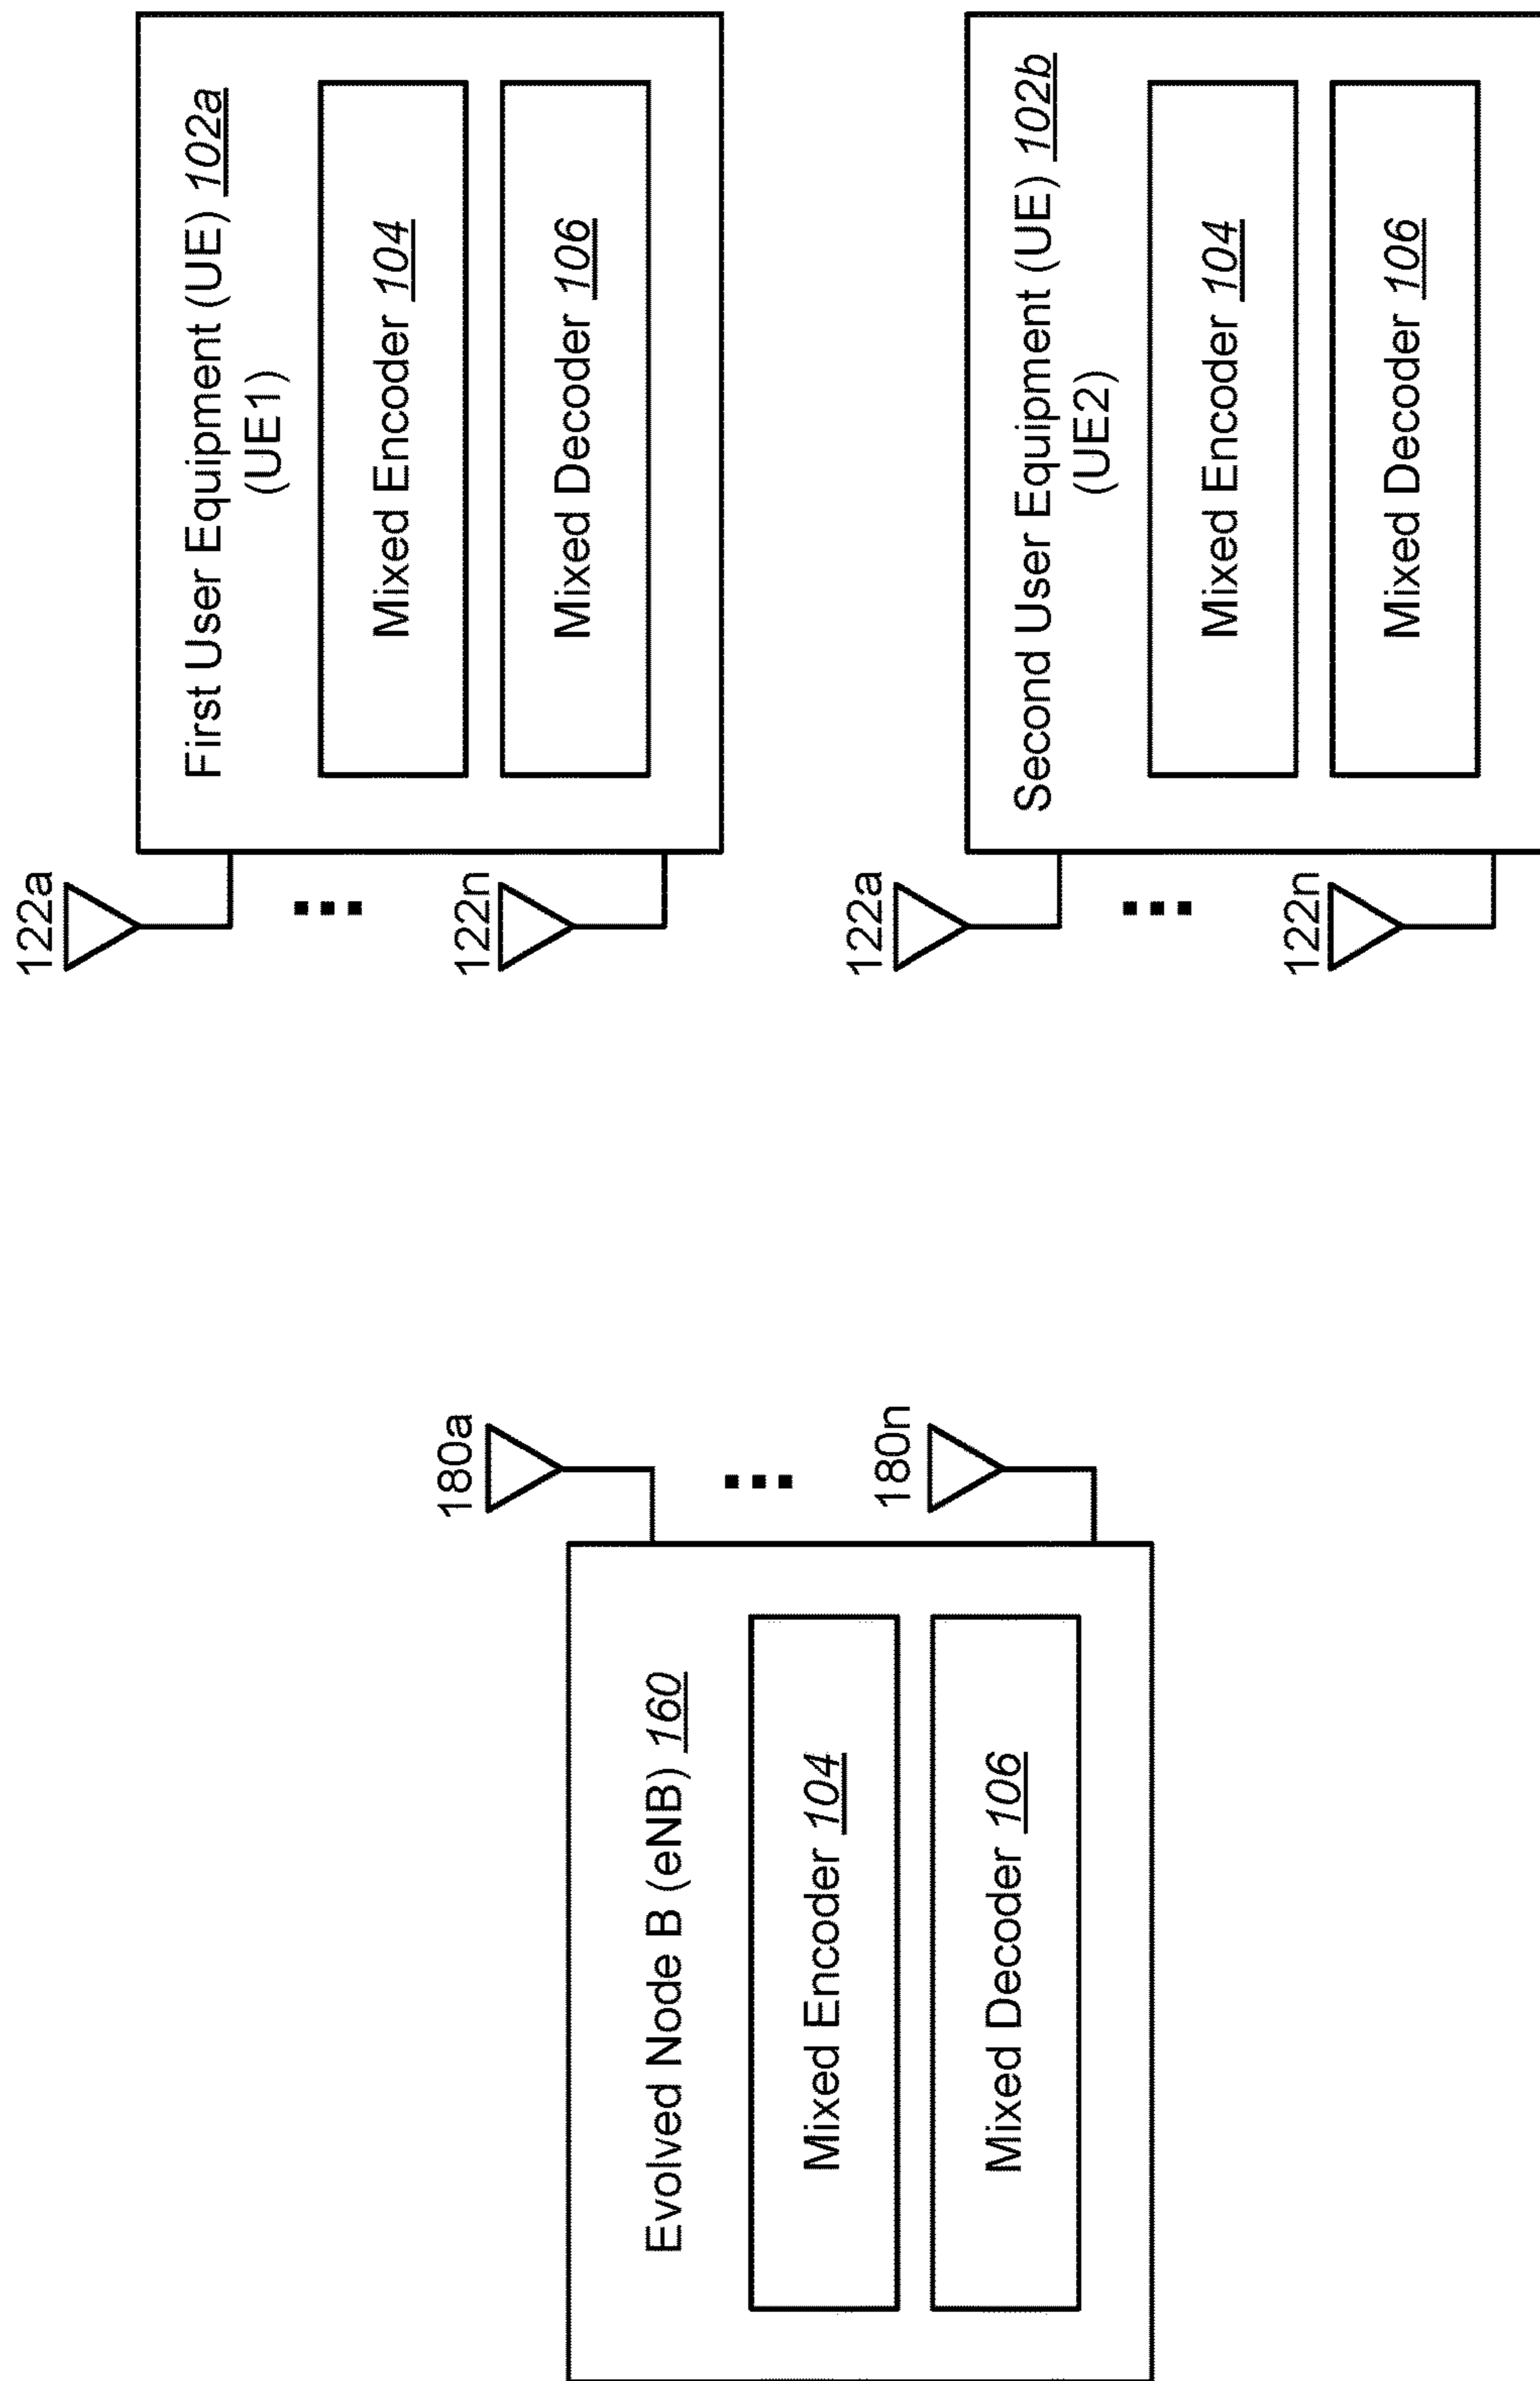 Evolved Node B (eNB) 160
Mixed Encoder 104
Mixed Decoder 106
180a
180n
122a
122n
First User Equipment (UE) 102a
(UE1)
Mixed Encoder 104
Mixed Decoder 106
122a
122n
Second User Equipment (UE) 102b
(UE2)
Mixed Encoder 104
Mixed Decoder 106